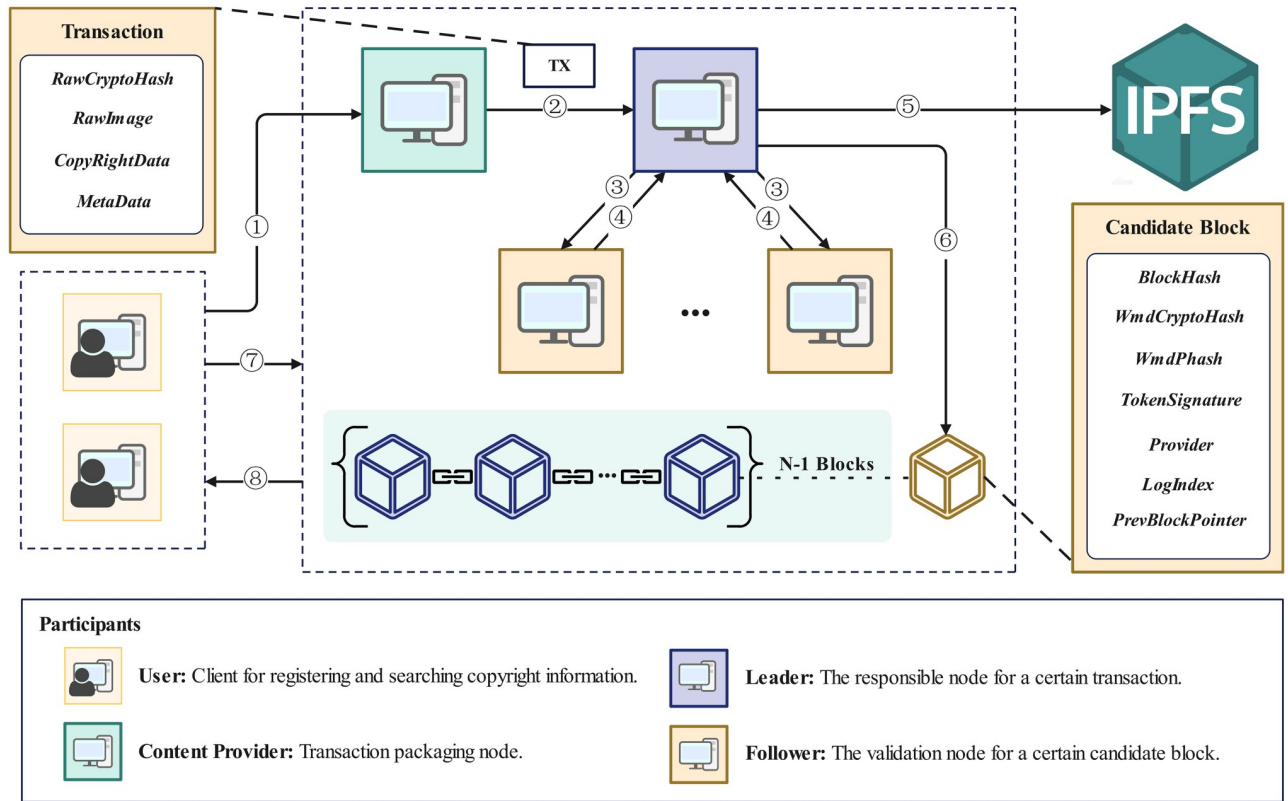 Transaction
RawCryptoHash
RawImage
CopyRightData
MetaData
TX
①
②
③
④
③
④
⑤
⑥
⑦
⑧
IPFS
...
...
N-1 Blocks
Candidate Block
BlockHash
WmdCryptoHash
WmdPhash
TokenSignature
Provider
LogIndex
PrevBlockPointer
Participants
User: Client for registering and searching copyright information.
Leader: The responsible node for a certain transaction.
Content Provider: Transaction packaging node.
Follower: The validation node for a certain candidate block.